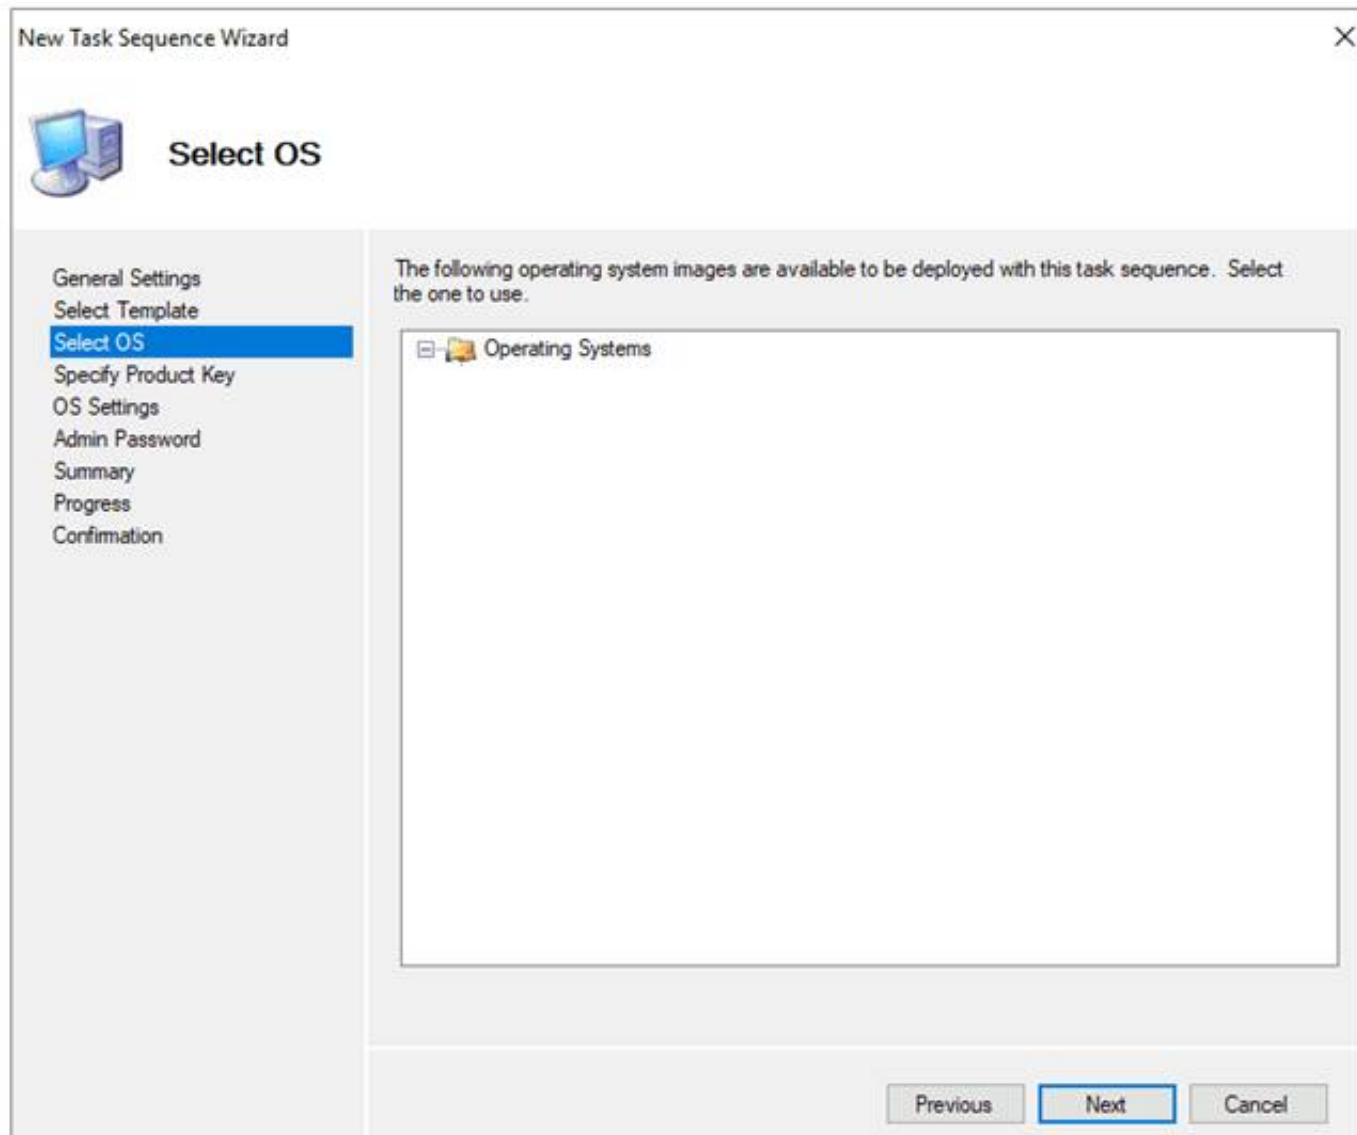 New Task Sequence Wizard
Select OS
General Settings
Select Template
Select OS
Specify Product Key
OS Settings
Admin Password
Summary
Progress
Confirmation
The following operating system images are available to be deployed with this task sequence.  Select
the one to use.
Operating Systems
Previous
Next
Cancel